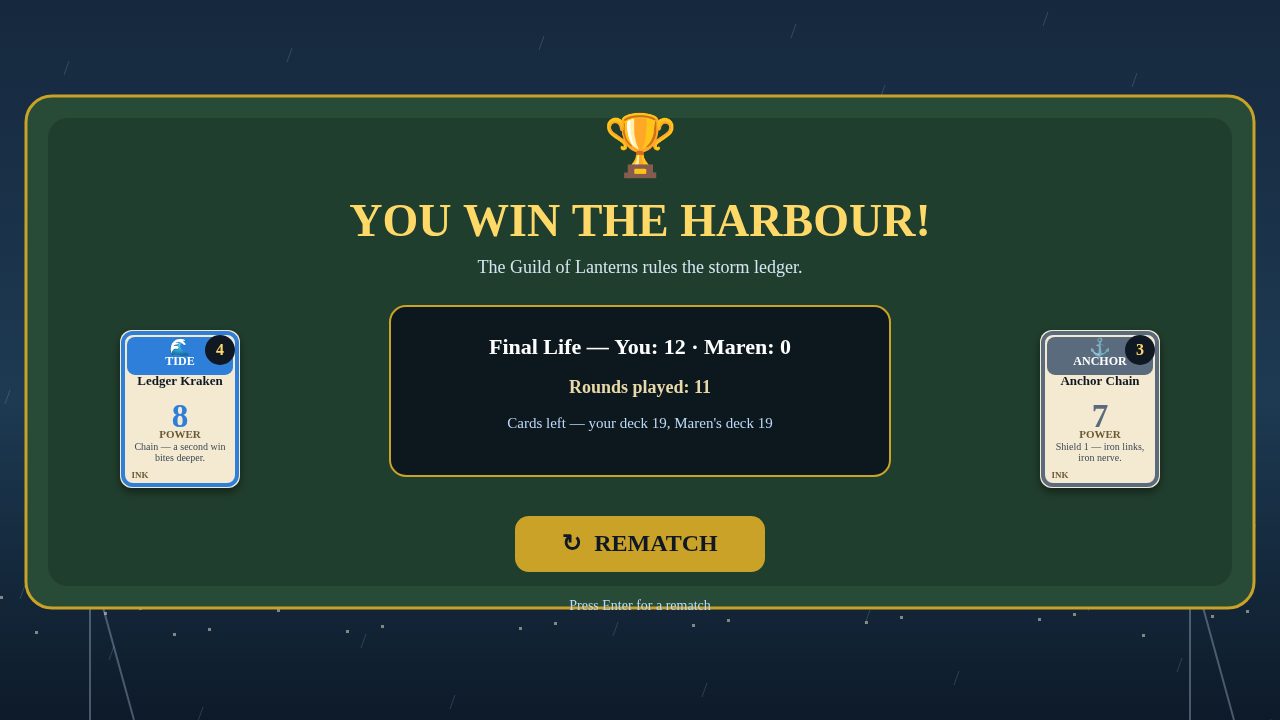 YOU WIN THE HARBOUR!
The Guild of Lanterns rules the storm ledger.
4
TIDE
Ledger Kraken
8
POWER
Chain — a second win
bites deeper.
INK
Final Life — You: 12 · Maren: 0
Rounds played: 11
Cards left — your deck 19, Maren's deck 19
3
ANCHOR
Anchor Chain
7
POWER
Shield 1 — iron links,
iron nerve.
INK
↻ REMATCH
Press Enter for a rematch